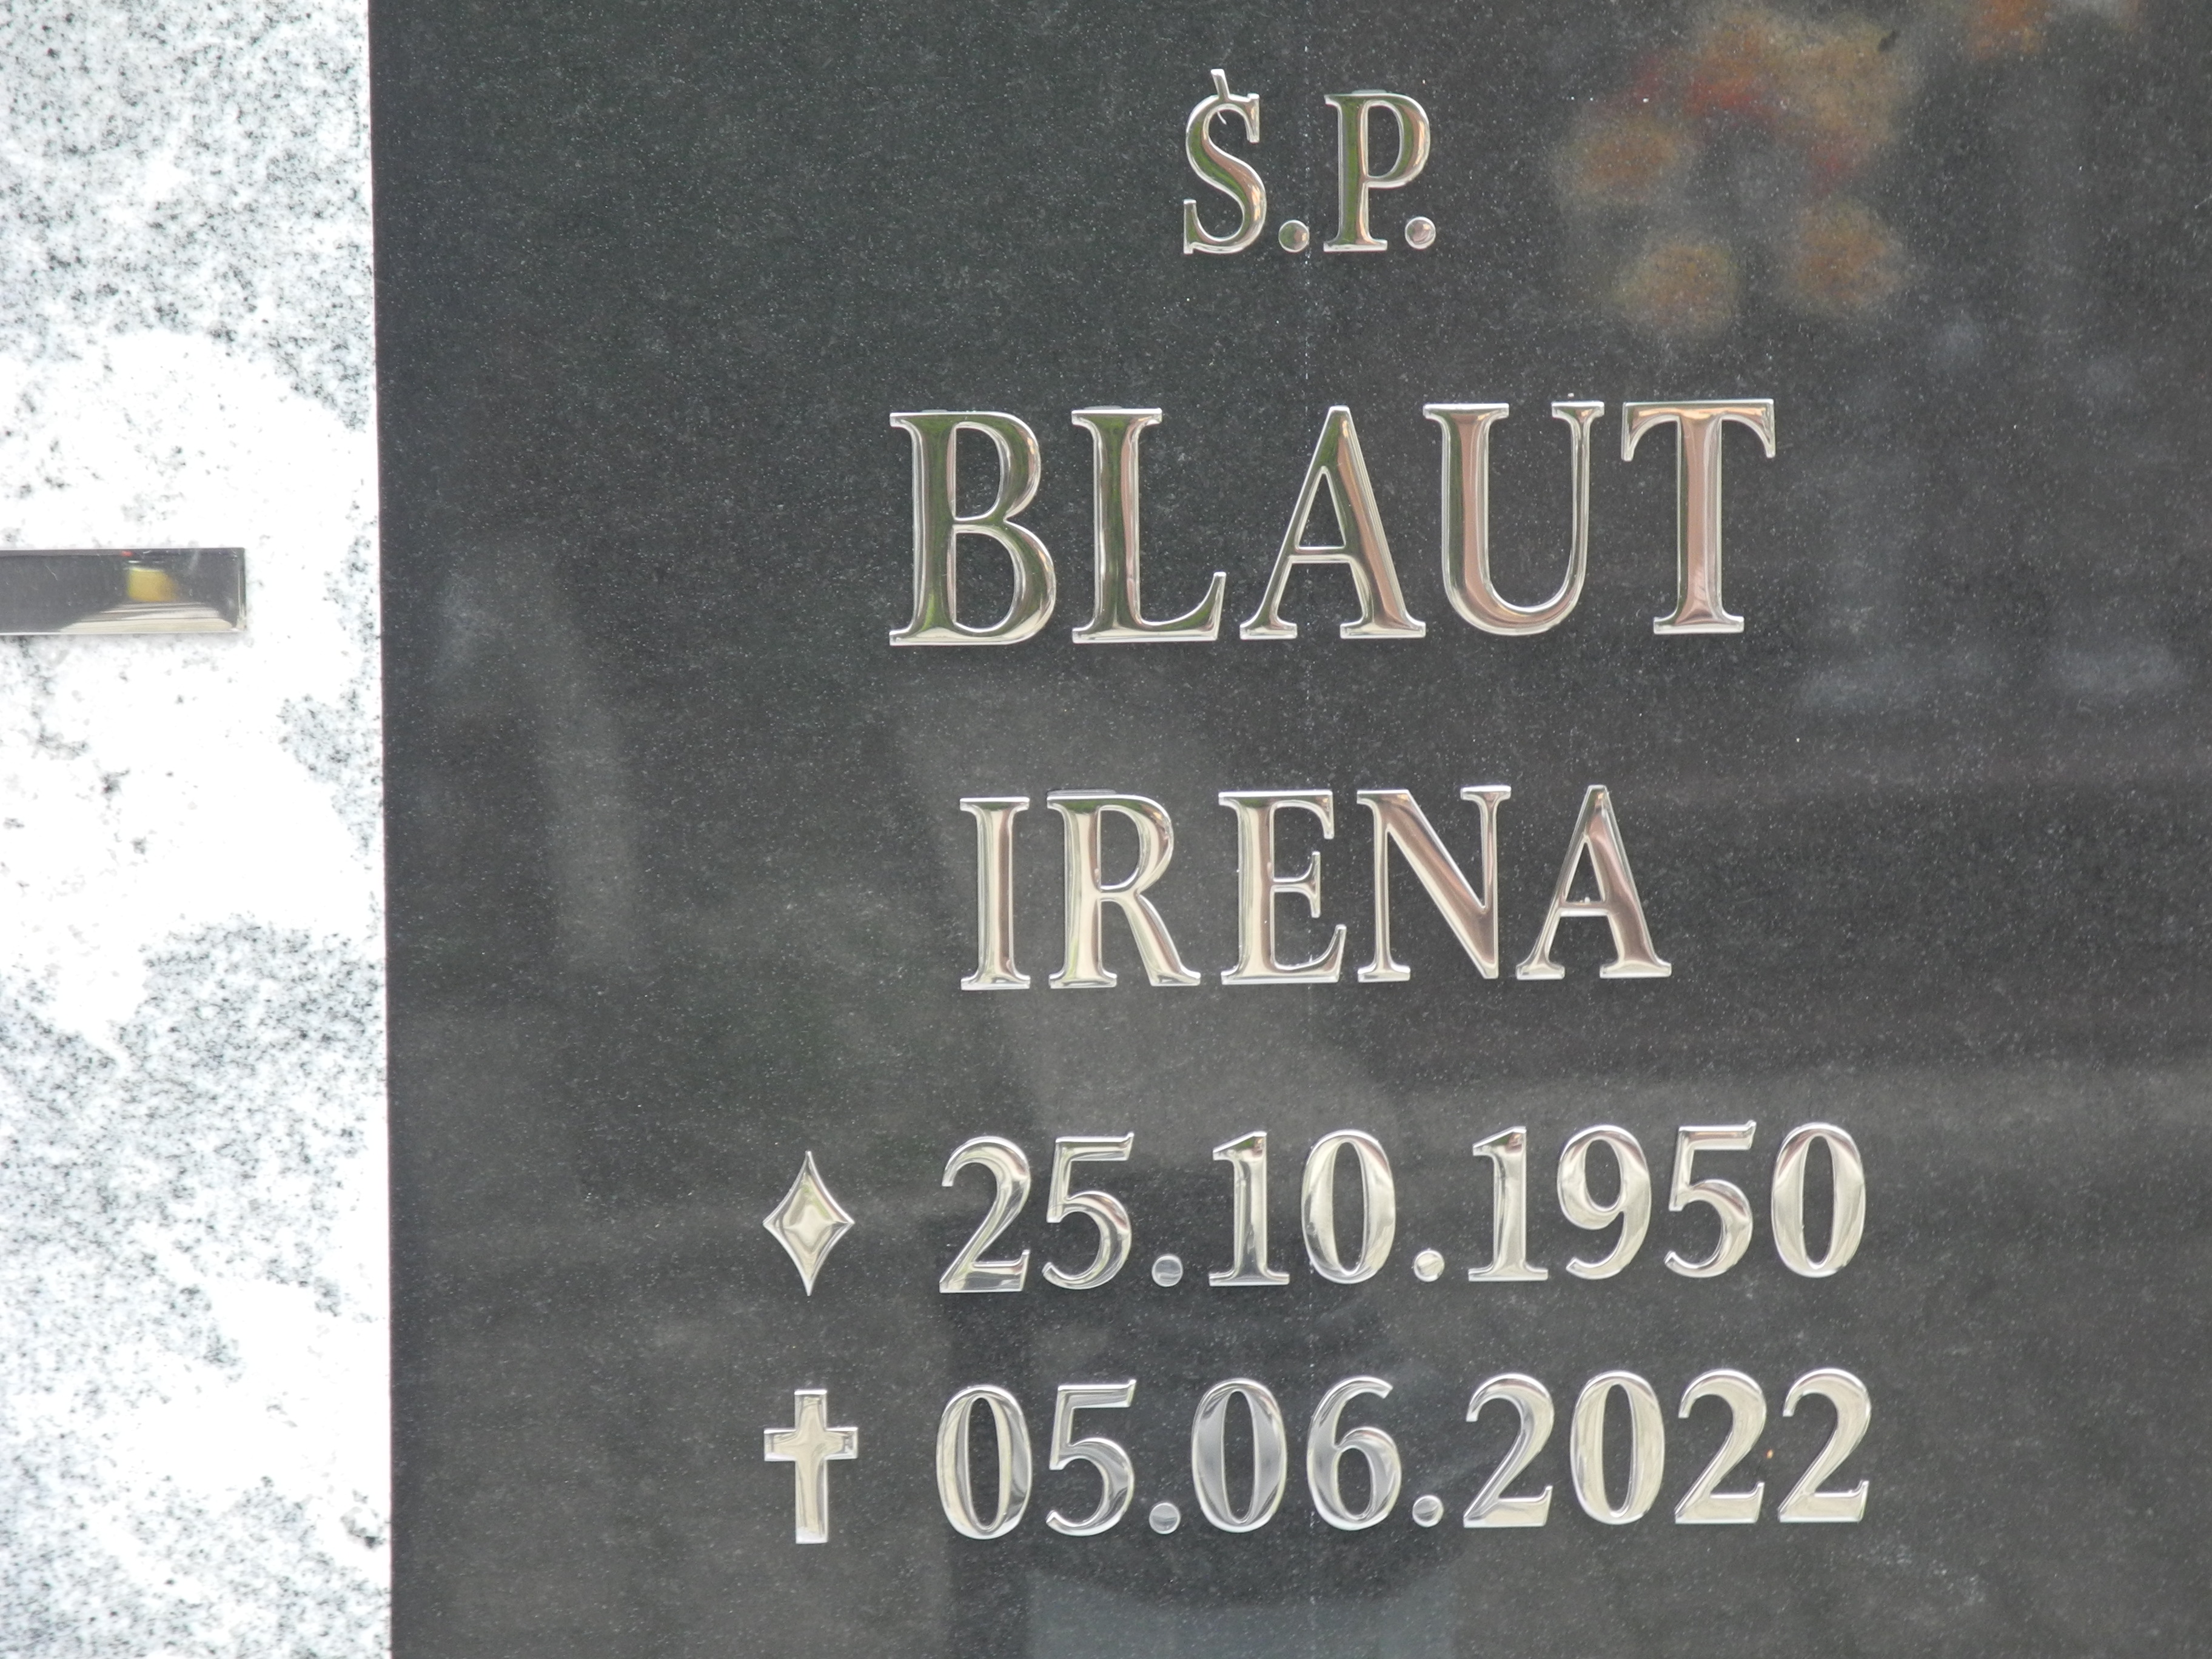 Ś.P.
BLAUT
IRENA
25.10.1950
05.06.2022